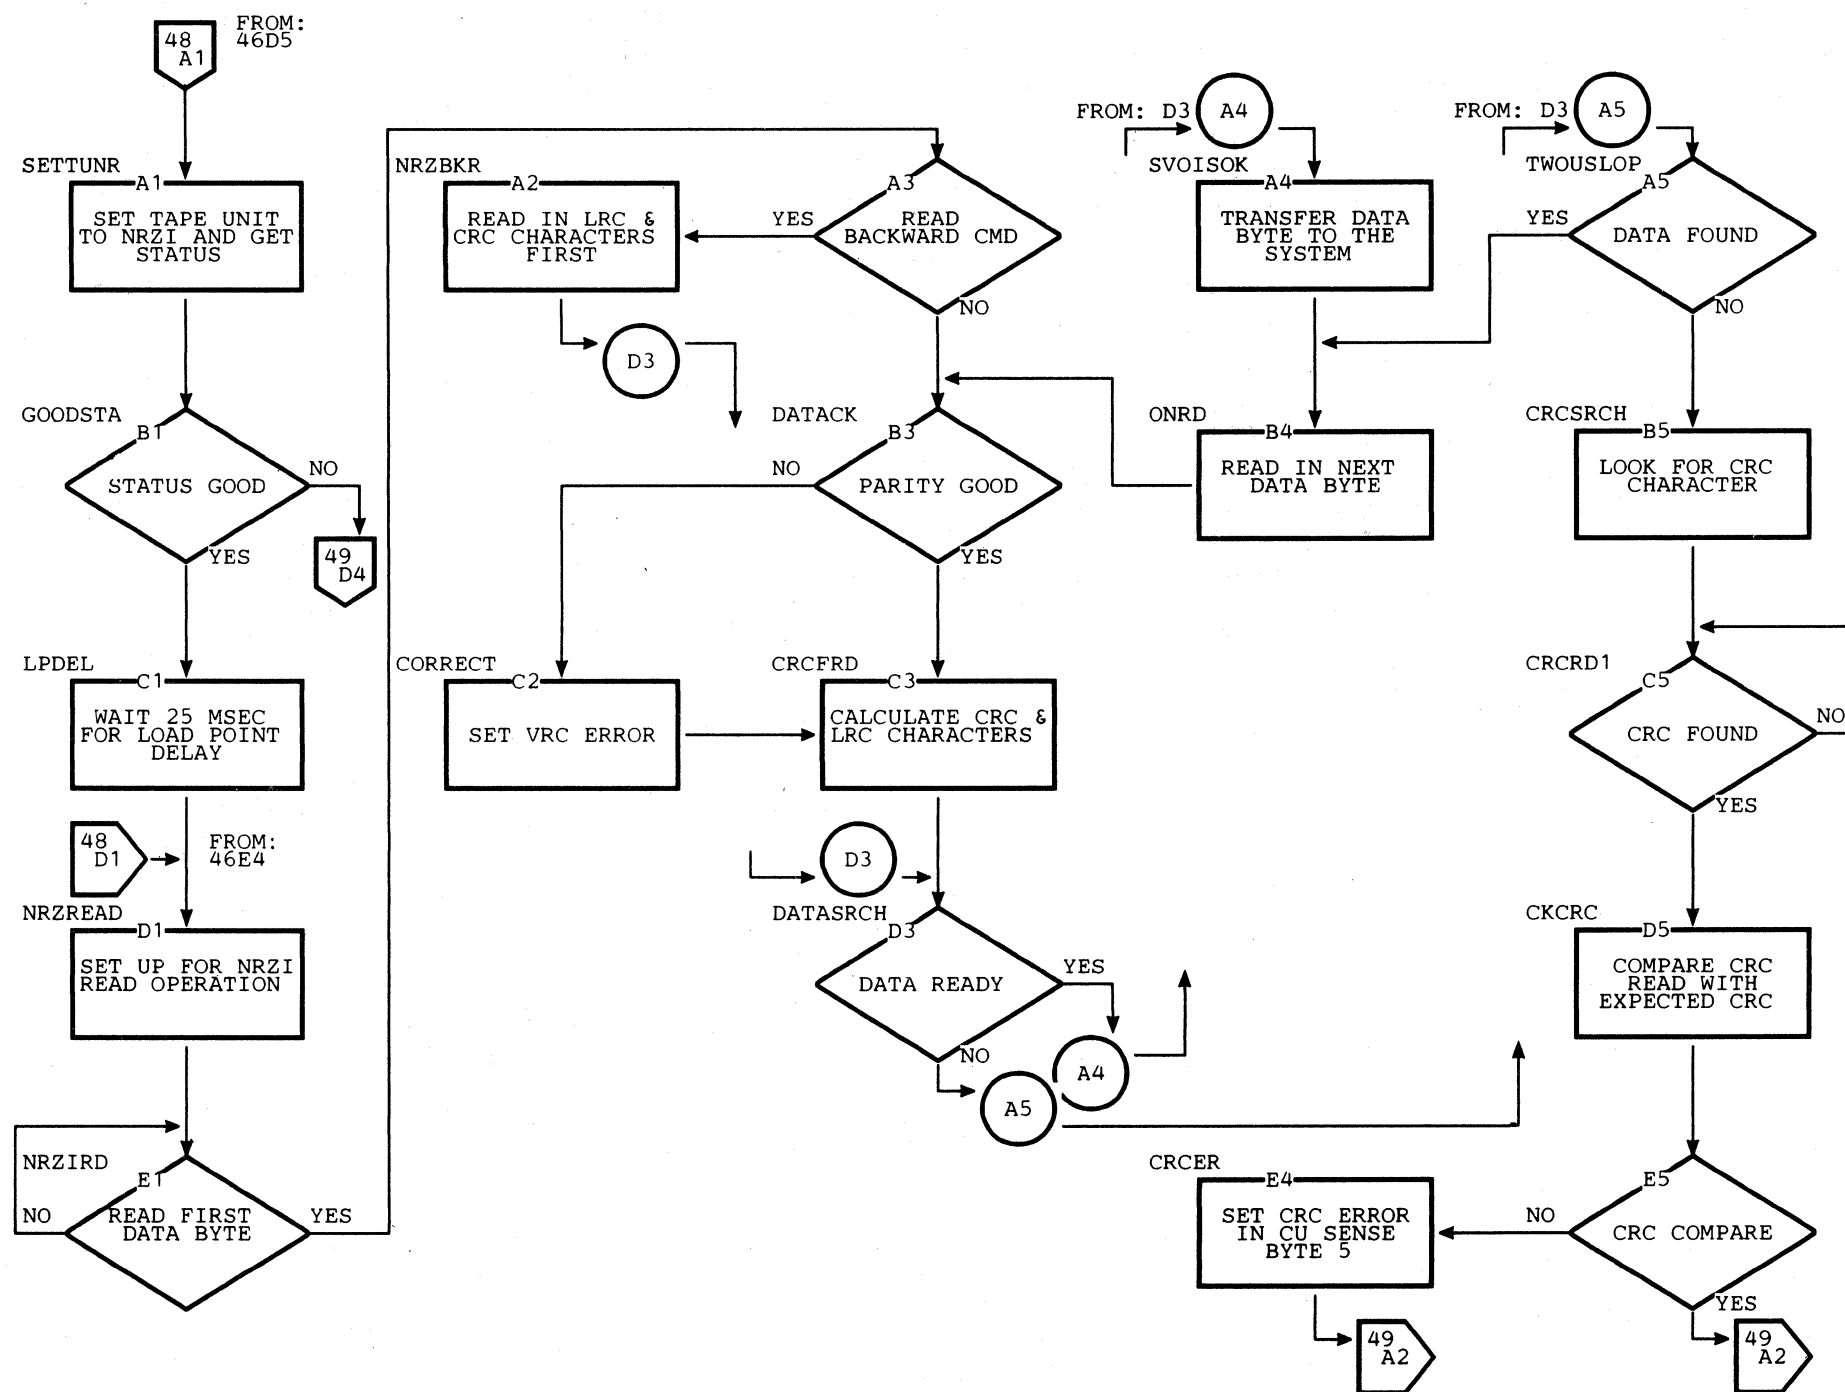 48
A1
FROM:
46D5
SETTUNR
A1
SET TAPE UNIT
TO NRZI AND GET
STATUS
GOODSTA
B1
STATUS GOOD
NO
YES
49
D4
LPDEL
C1
WAIT 25 MSEC
FOR LOAD POINT
DELAY
48
D1
FROM:
46E4
NRZREAD
D1
SET UP FOR NRZI
READ OPERATION
NRZIRD
E1
READ FIRST
DATA BYTE
NO
YES
NRZBKR
A2
READ IN LRC &
CRC CHARACTERS
FIRST
D3
CORRECT
C2
SET VRC ERROR
A3
READ
BACKWARD CMD
YES
NO
DATACK
B3
PARITY GOOD
NO
YES
CRCFRD
C3
CALCULATE CRC &
LRC CHARACTERS
D3
DATASRCH
D3
DATA READY
YES
NO
A4
A5
FROM: D3
A4
SVOISOK
A4
TRANSFER DATA
BYTE TO THE
SYSTEM
ONRD
B4
READ IN NEXT
DATA BYTE
CRCER
E4
SET CRC ERROR
IN CU SENSE
BYTE 5
49
A2
FROM: D3
A5
TWOUSLOP
A5
DATA FOUND
YES
NO
CRCSRCH
B5
LOOK FOR CRC
CHARACTER
CRCRD1
C5
CRC FOUND
NO
YES
CKCRC
D5
COMPARE CRC
READ WITH
EXPECTED CRC
E5
CRC COMPARE
NO
YES
49
A2